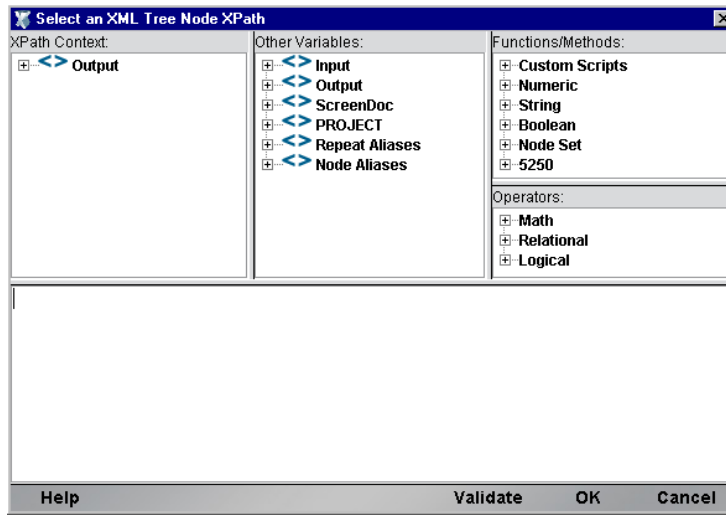 Select an XML Tree Node XPath
XPath Context:
Output
Other Variables:
Input
Output
ScreenDoc
PROJECT
Repeat Aliases
Node Aliases
Functions/Methods:
Custom Scripts
Numeric
String
Boolean
Node Set
5250
Operators:
Math
Relational
Logical
Help Validate OK Cancel